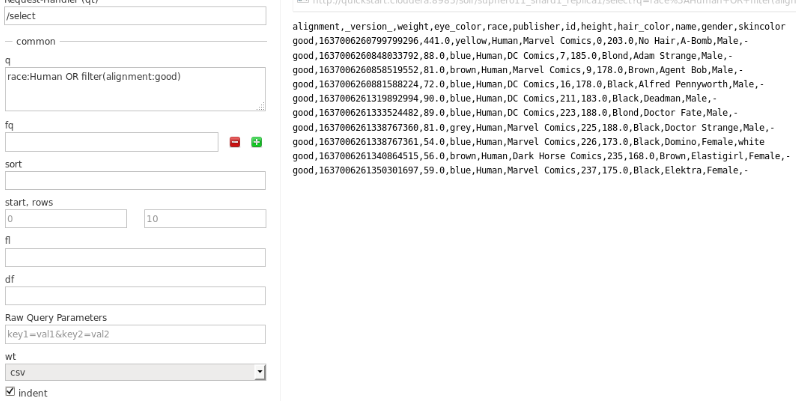 Request-Handler (qt)
/select
common
q
race:Human OR filter(alignment:good)
fq
sort
start, rows
0 10
fl
df
Raw Query Parameters
key1=val1&key2=val2
wt
csv
indent
alignment,_version_,weight,eye_color,race,publisher,id,height,hair_color,name,gender,skincolor
good,1637006260799799296,441.0,yellow,Human,Marvel Comics,0,203.0,No Hair,A-Bomb,Male,-
good,1637006260848033792,88.0,blue,Human,DC Comics,7,185.0,Blond,Adam Strange,Male,-
good,1637006260858519552,81.0,brown,Human,Marvel Comics,9,178.0,Brown,Agent Bob,Male,-
good,1637006260881588224,72.0,blue,Human,DC Comics,16,178.0,Black,Alfred Pennyworth,Male,-
good,1637006261319892994,90.0,blue,Human,DC Comics,211,183.0,Black,Deadman,Male,-
good,1637006261333524482,89.0,blue,Human,DC Comics,223,188.0,Blond,Doctor Fate,Male,-
good,1637006261338767360,81.0,grey,Human,Marvel Comics,225,188.0,Black,Doctor Strange,Male,-
good,1637006261338767361,54.0,blue,Human,Marvel Comics,226,173.0,Black,Domino,Female,white
good,1637006261340864515,56.0,brown,Human,Dark Horse Comics,235,168.0,Brown,Elastigirl,Female,-
good,1637006261350301697,59.0,blue,Human,Marvel Comics,237,175.0,Black,Elektra,Female,-